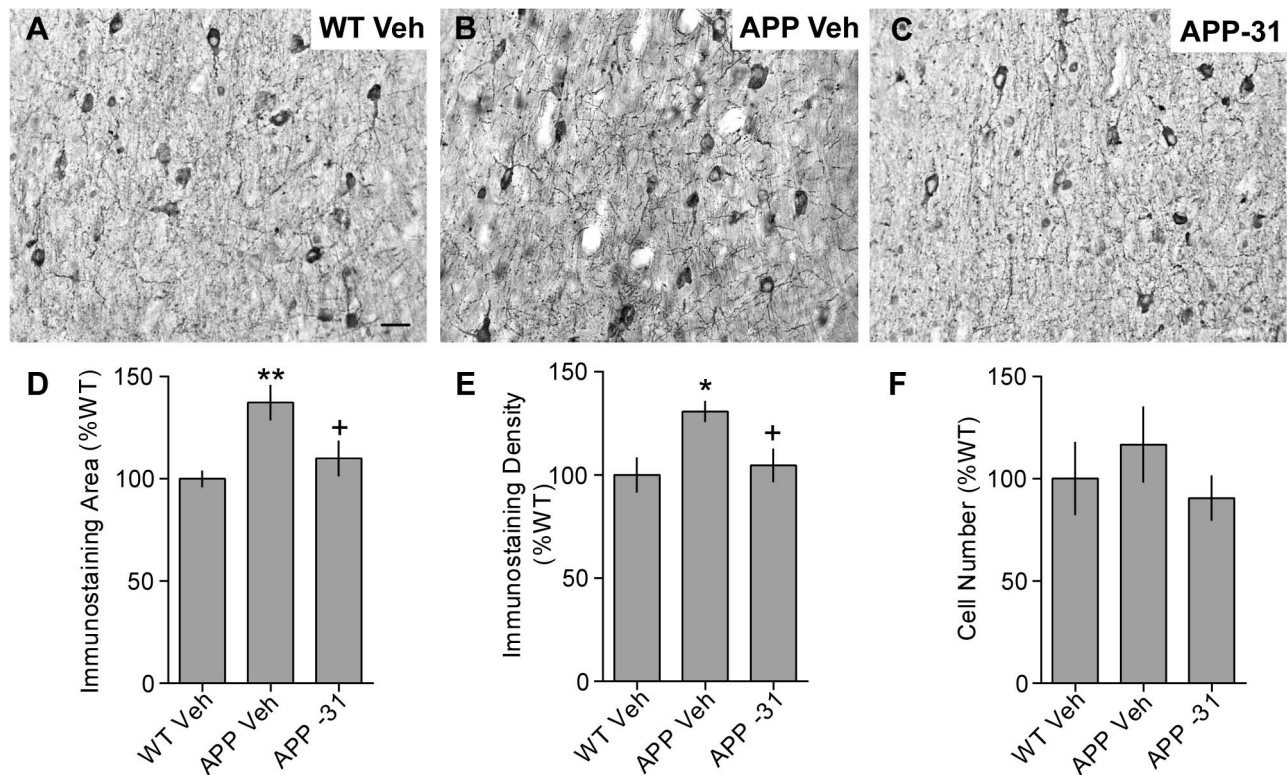 A WT Veh
B APP Veh
C APP-31
D
Immunostaining Area (%WT)
150
100
50
0
**
+
WT Veh
APP Veh
APP -31
E
Immunostaining Density
(%WT)
150
100
50
0
*
+
WT Veh
APP Veh
APP -31
F
Cell Number (%WT)
150
100
50
0
WT Veh
APP Veh
APP -31